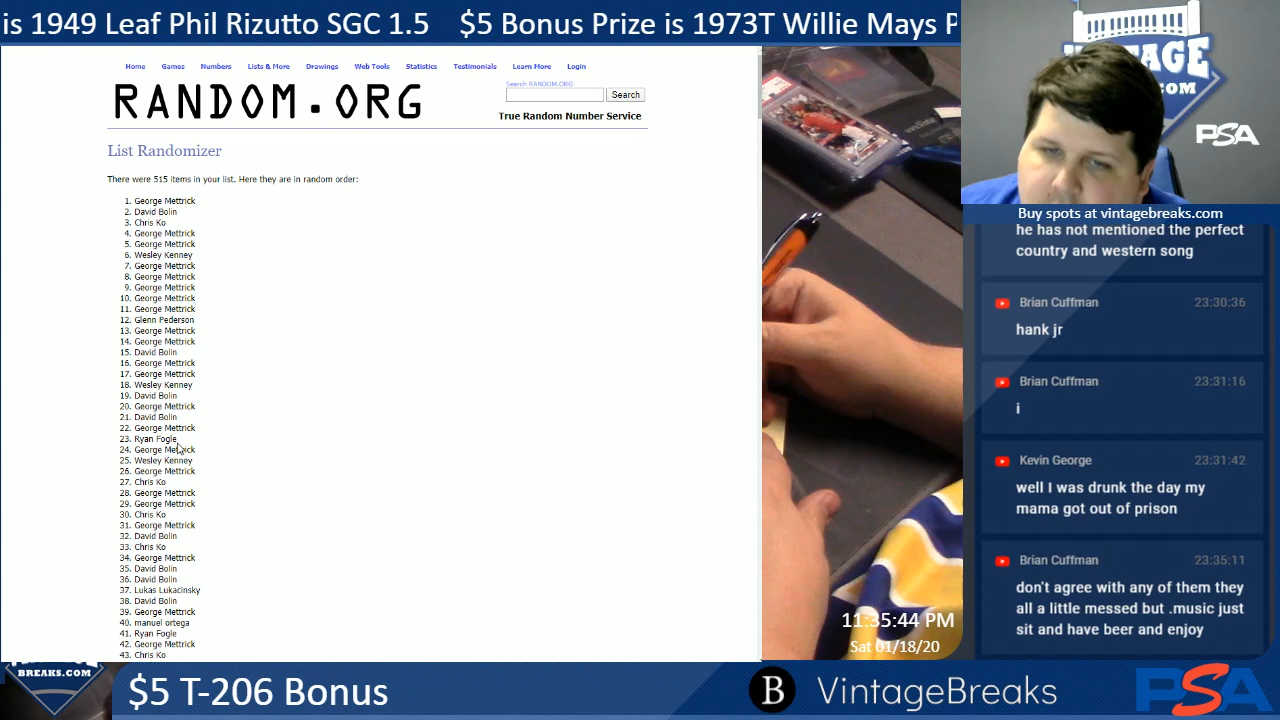 is 1949 Leaf Phil Rizutto SGC 1.5 $5 Bonus Prize is 1973T Willie Mays P
Home Games Numbers Lists & More Drawings Web Tools Statistics Testimonials Learn More Login
RANDOM.ORG
Search RANDOM.ORG
Search
True Random Number Service
List Randomizer
There were 515 items in your list. Here they are in random order:
1. George Mettrick
2. David Bolin
3. Chris Ko
4. George Mettrick
5. George Mettrick
6. Wesley Kenney
7. George Mettrick
8. George Mettrick
9. George Mettrick
10. George Mettrick
11. George Mettrick
12. Glenn Pederson
13. George Mettrick
14. George Mettrick
15. David Bolin
16. George Mettrick
17. George Mettrick
18. Wesley Kenney
19. David Bolin
20. George Mettrick
21. David Bolin
22. George Mettrick
23. Ryan Fogle
24. George Mettrick
25. Wesley Kenney
26. George Mettrick
27. Chris Ko
28. George Mettrick
29. George Mettrick
30. Chris Ko
31. George Mettrick
32. David Bolin
33. Chris Ko
34. George Mettrick
35. David Bolin
36. David Bolin
37. Lukas Lukacinsky
38. David Bolin
39. George Mettrick
40. manuel ortega
41. Ryan Fogle
42. George Mettrick
43. Chris Ko
VINTAGE
.COM
PSA
Buy spots at vintagebreaks.com
he has not mentioned the perfect
country and western song
Brian Cuffman 23:30:36
hank jr
Brian Cuffman 23:31:16
i
Kevin George 23:31:42
well I was drunk the day my
mama got out of prison
Brian Cuffman 23:35:11
don't agree with any of them they
all a little messed but .music just
sit and have beer and enjoy
11:35:44 PM
Sat 01/18/20
BREAKS.COM
$5 T-206 Bonus
B VintageBreaks
PSA